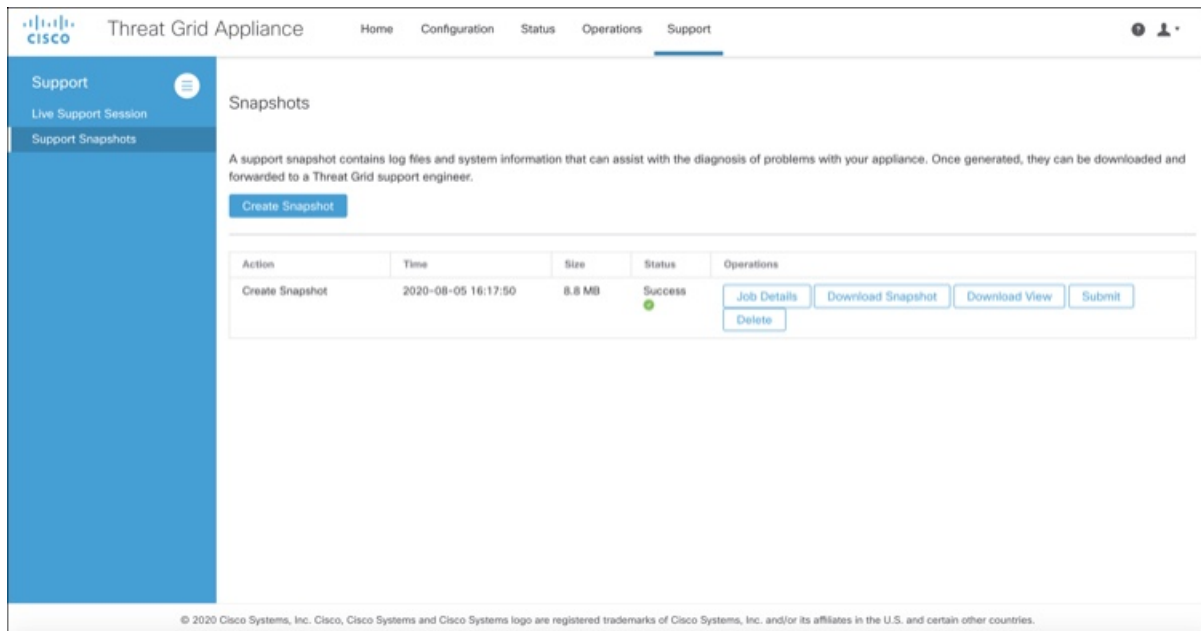 CISCO
Threat Grid Appliance
Home
Configuration
Status
Operations
Support
Support
Live Support Session
Support Snapshots
Snapshots
A support snapshot contains log files and system information that can assist with the diagnosis of problems with your appliance. Once generated, they can be downloaded and
forwarded to a Threat Grid support engineer.
Create Snapshot
Action Time Size Status Operations
Create Snapshot 2020-08-05 16:17:50 8.8 MB Success Job Details Download Snapshot Download View Submit
Delete
© 2020 Cisco Systems, Inc. Cisco, Cisco Systems and Cisco Systems logo are registered trademarks of Cisco Systems, Inc. and/or its affiliates in the U.S. and certain other countries.